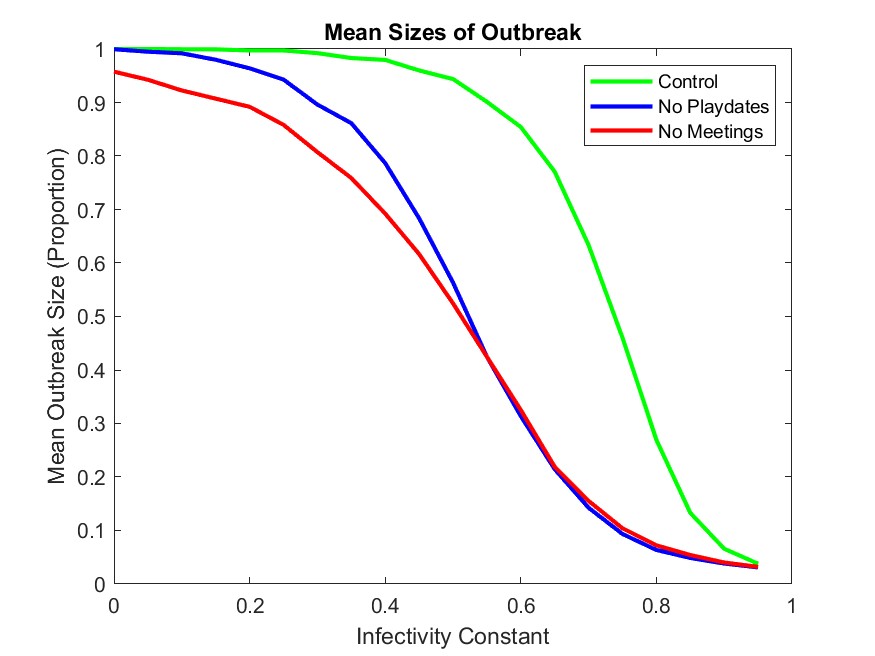 Mean Sizes of Outbreak
Mean Outbreak Size (Proportion)
1
0.9
0.8
0.7
0.6
0.5
0.4
0.3
0.2
0.1
0
Control
No Playdates
No Meetings
0 0.2 0.4 0.6 0.8 1
Infectivity Constant